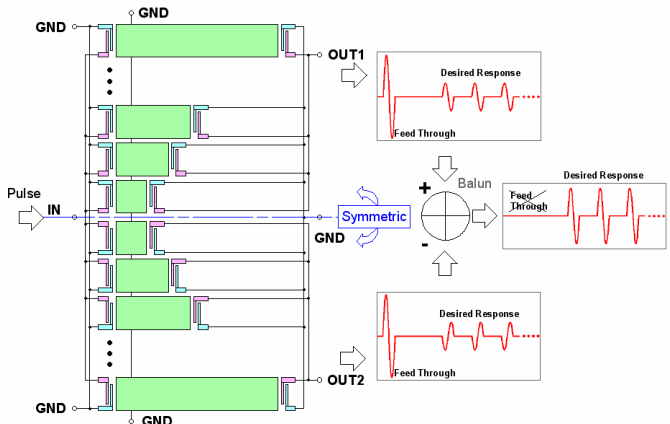 GND
GND
OUT1
Desired Response
Feed Through
Pulse
IN
Symmetric
GND
+
Balun
-
Desired Response
Feed
Through
Desired Response
Feed Through
OUT2
GND
GND